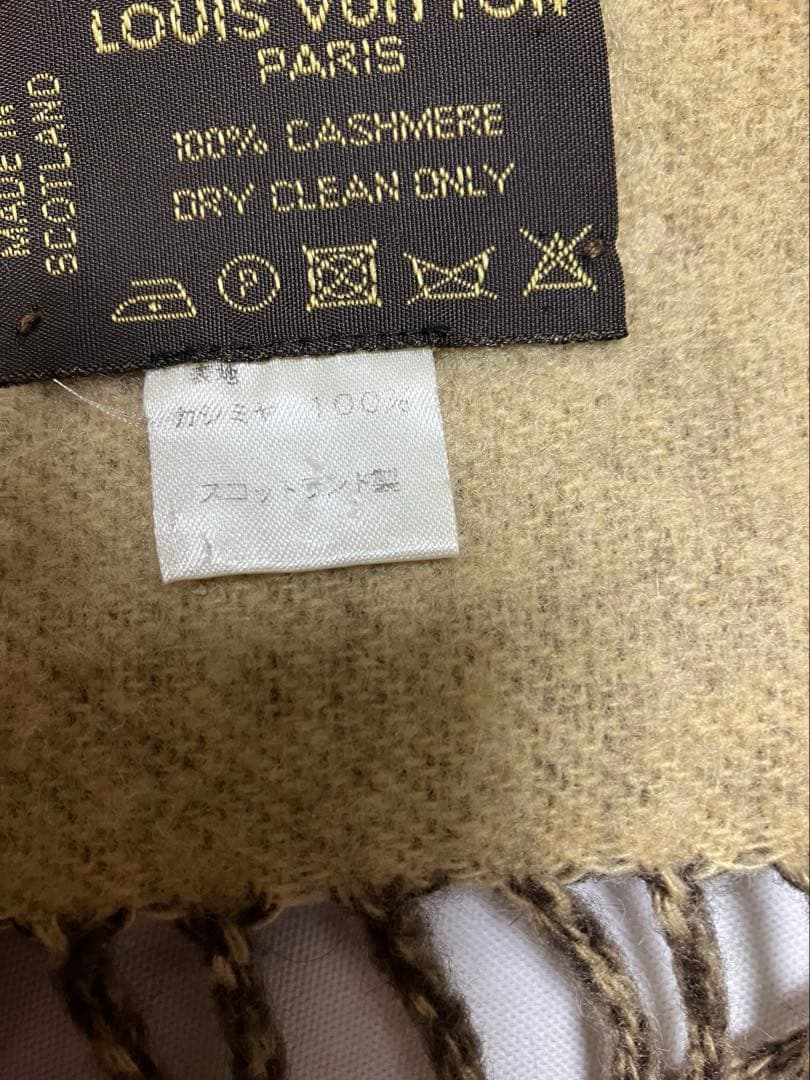 LOUIS VUITTON
PARIS
100% CASHMERE
DRY CLEAN ONLY
P
MADE IN
SCOTLAND
表地
カシミヤ 100%
スコットランド製